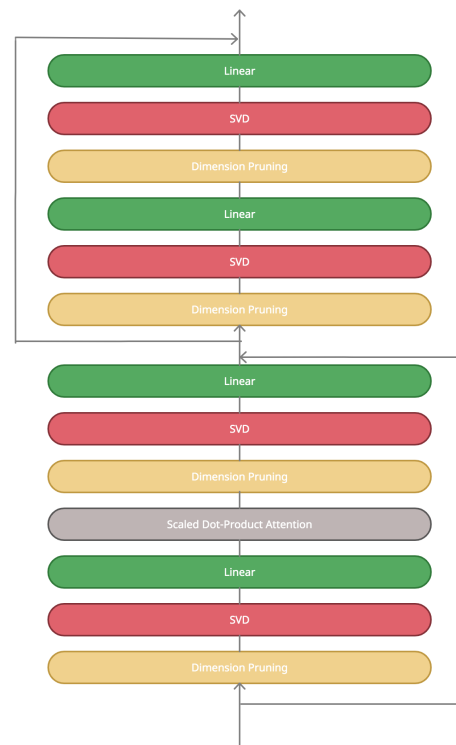 Linear
SVD
Dimension Pruning
Linear
SVD
Dimension Pruning
Linear
SVD
Dimension Pruning
Scaled Dot-Product Attention
Linear
SVD
Dimension Pruning